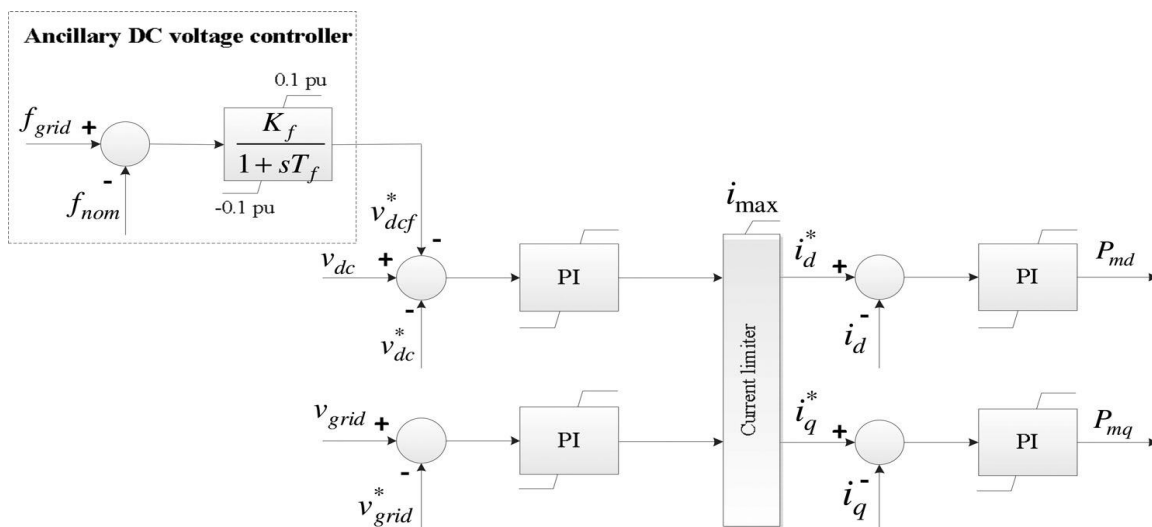 Ancillary DC voltage controller
0.1 pu
f_grid + K_f
- 1 + sT_f
f_nom -0.1 pu
v*_dcf - i_max
v_dc + PI i*_d + PI P_md
- -
v*_dc i_d
Current limiter
v_grid + PI i*_q + PI P_mq
- -
v*_grid i_q